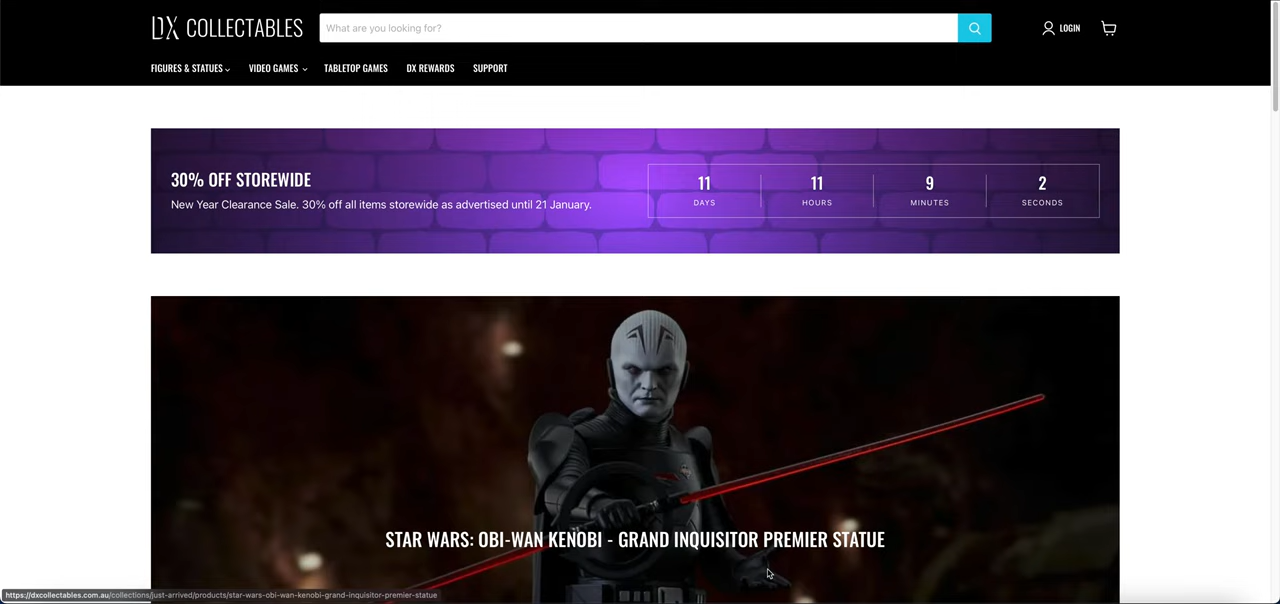 DX COLLECTABLES
What are you looking for?
LOGIN
FIGURES & STATUES
VIDEO GAMES
TABLETOP GAMES
DX REWARDS
SUPPORT
30% OFF STOREWIDE
New Year Clearance Sale. 30% off all items storewide as advertised until 21 January.
11
DAYS
11
HOURS
9
MINUTES
2
SECONDS
STAR WARS: OBI-WAN KENOBI - GRAND INQUISITOR PREMIER STATUE
https://dxcollectables.com.au/collections/just-arrived/products/star-wars-obi-wan-kenobi-grand-inquisitor-premier-statue